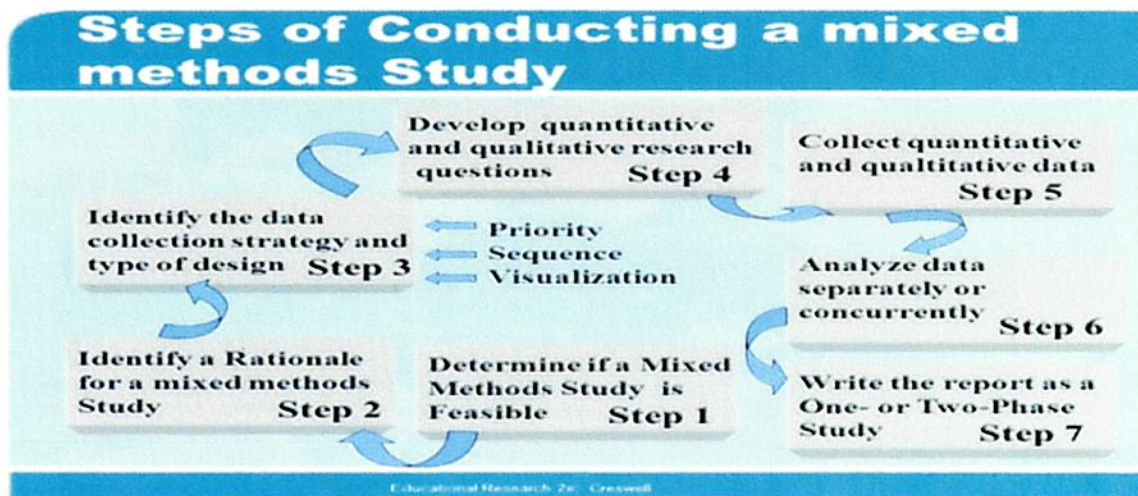 Steps of Conducting a mixed
methods Study
Develop quantitative
and qualitative research
questions Step 4
Collect quantitative
and qualtitative data
Step 5
Identify the data
collection strategy and
type of design Step 3
Priority
Sequence
Visualization
Analyze data
separately or
concurrently Step 6
Identify a Rationale
for a mixed methods
Study Step 2
Determine if a Mixed
Methods Study is
Feasible Step 1
Write the report as a
One- or Two-Phase
Study Step 7
Educational Research 2e: Creswell